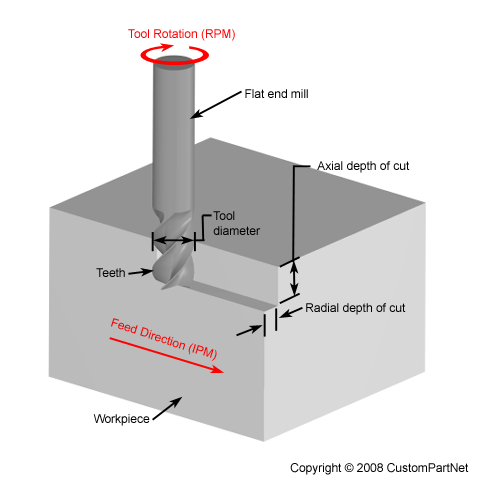 Tool Rotation (RPM)
Flat end mill
Axial depth of cut
Tool
diameter
Teeth
Radial depth of cut
Feed Direction (IPM)
Workpiece
Copyright © 2008 CustomPartNet